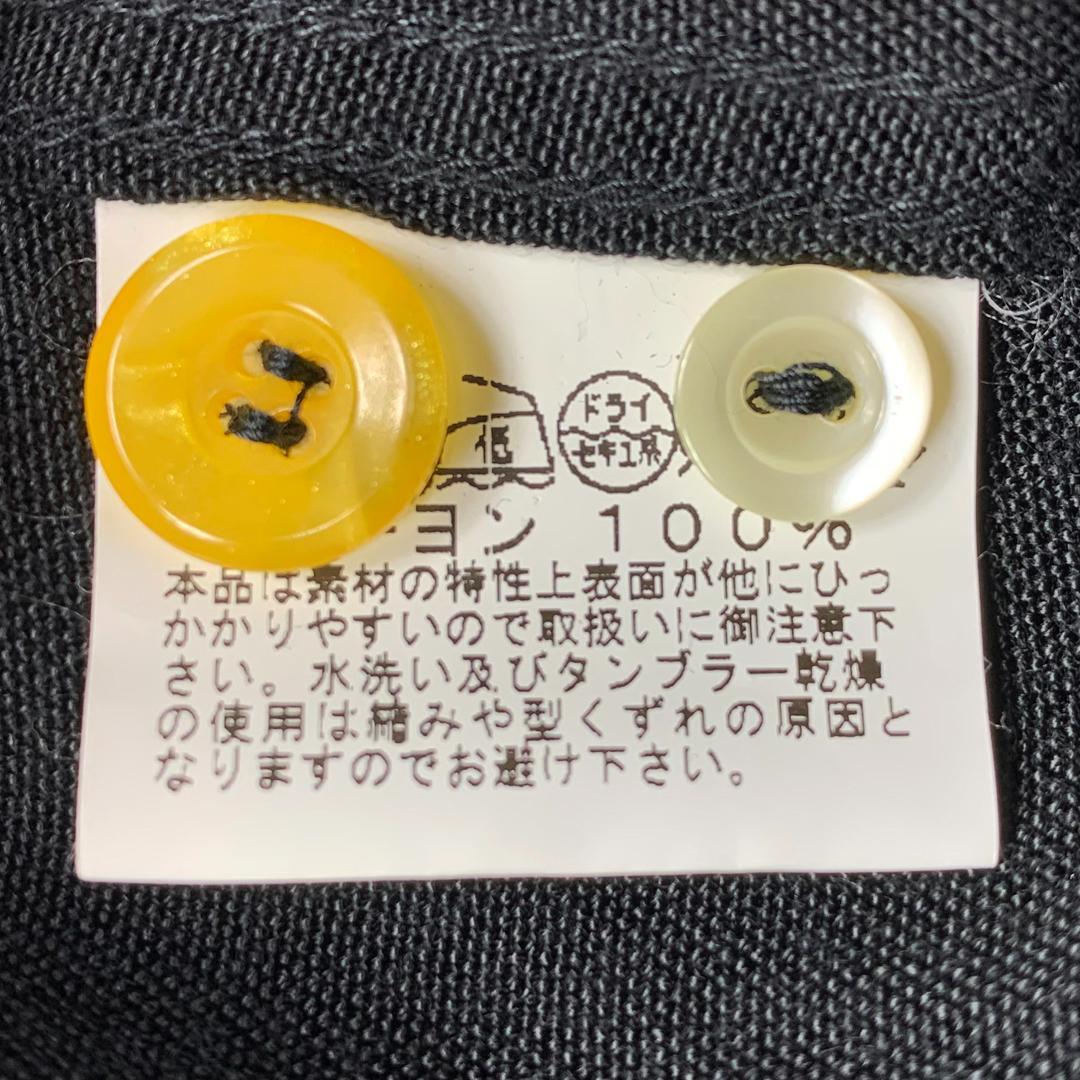 低
ドライ
セキユ系
ーヨン 100%
本品は素材の特性上表面が他にひっ
かかりやすいので取扱いに御注意下
さい。水洗い及びタンブラー乾燥
の使用は縮みや型くずれの原因と
なりますのでお避け下さい。